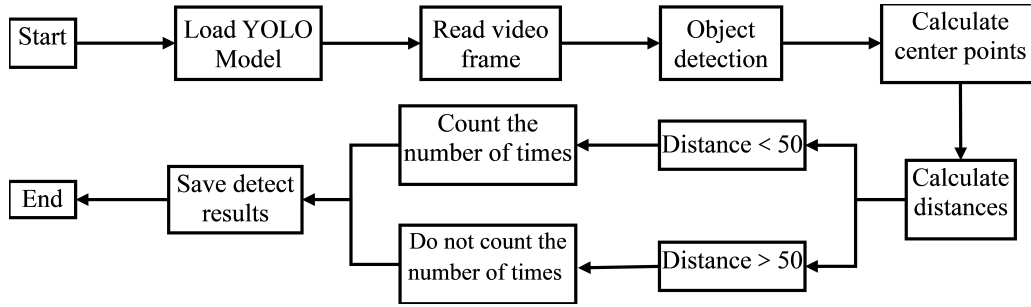 Start
Load YOLO
Model
Read video
frame
Object
detection
Calculate
center points
Count the
number of times
Distance < 50
Calculate
distances
End
Save detect
results
Do not count the
number of times
Distance > 50